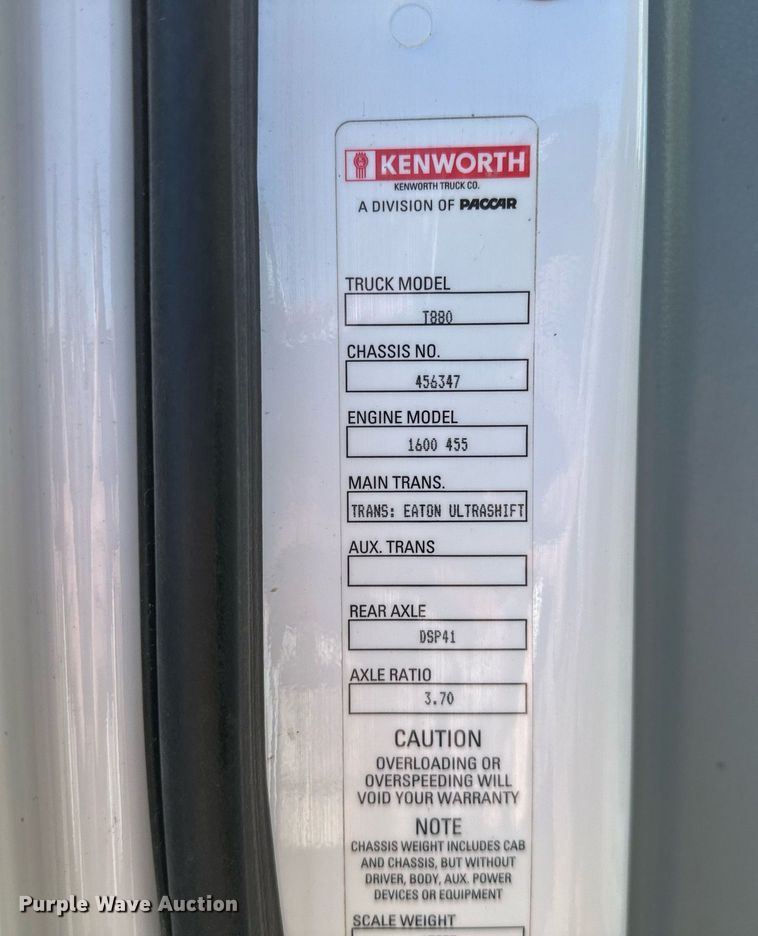 KENWORTH
KENWORTH TRUCK CO.
A DIVISION OF PACCAR
TRUCK MODEL
T880
CHASSIS NO.
456347
ENGINE MODEL
1600 455
MAIN TRANS.
TRANS: EATON ULTRASHIFT
AUX. TRANS
REAR AXLE
DSP41
AXLE RATIO
3.70
CAUTION
OVERLOADING OR
OVERSPEEDING WILL
VOID YOUR WARRANTY
NOTE
CHASSIS WEIGHT INCLUDES CAB
AND CHASSIS, BUT WITHOUT
DRIVER, BODY, AUX. POWER
DEVICES OR EQUIPMENT
SCALE WEIGHT
Purple Wave Auction